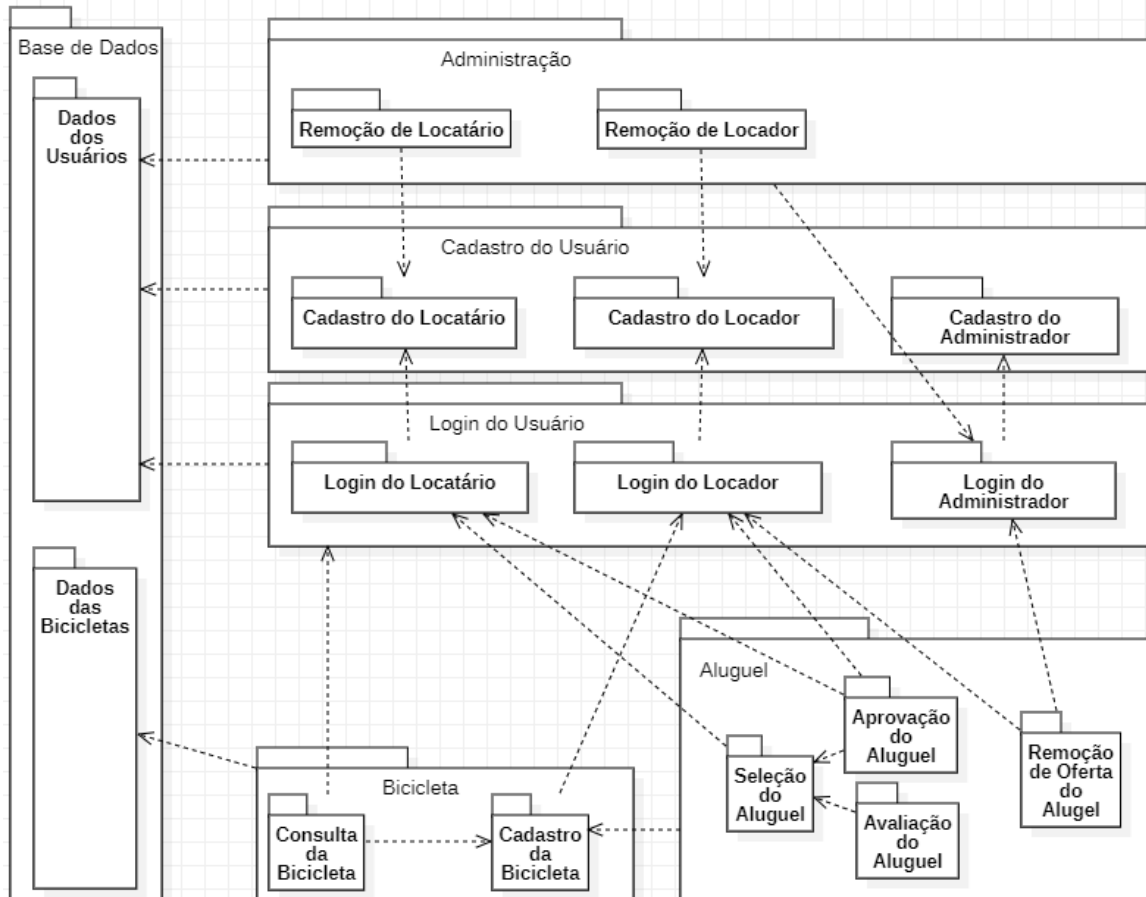 Base de Dados
Dados
dos
Usuários
Dados
das
Bicicletas
Administração
Remoção de Locatário
Remoção de Locador
Cadastro do Usuário
Cadastro do Locatário
Cadastro do Locador
Cadastro do
Administrador
Login do Usuário
Login do Locatário
Login do Locador
Login do
Administrador
Bicicleta
Consulta
da
Bicicleta
Cadastro
da
Bicicleta
Aluguel
Aprovação
do
Aluguel
Seleção
do
Aluguel
Avaliação
do
Aluguel
Remoção
de Oferta
do
Alugel